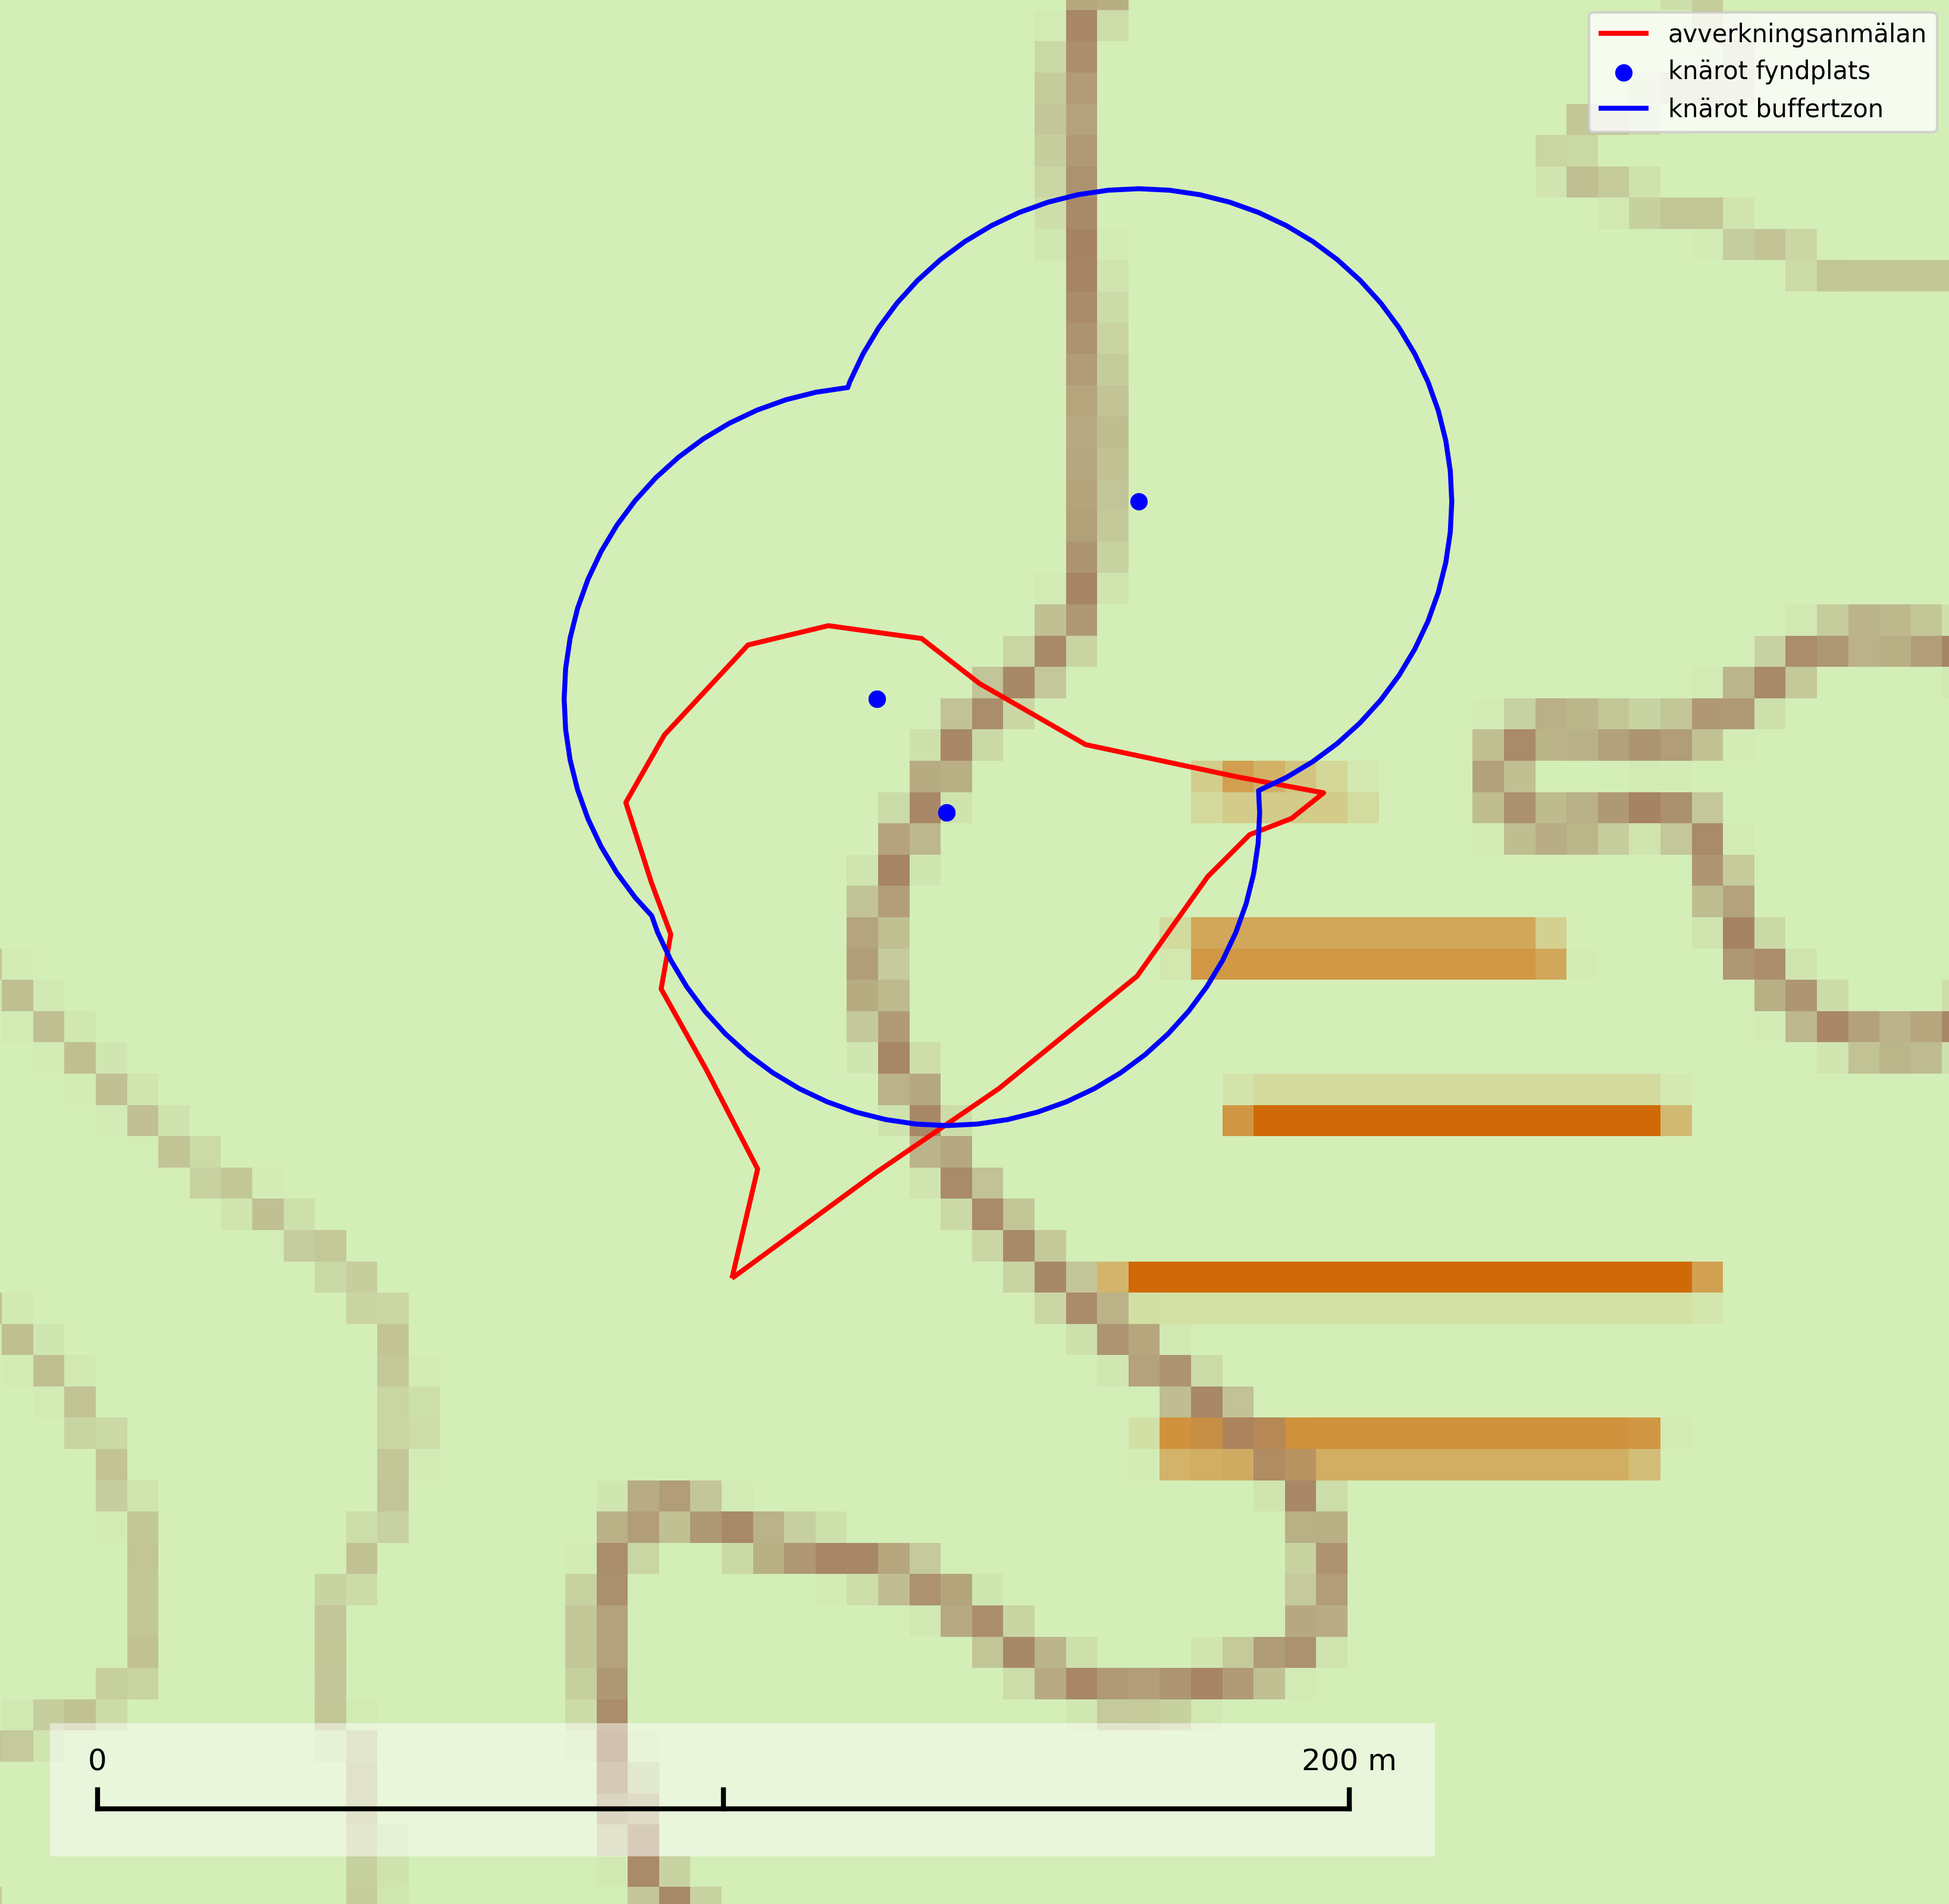 avverkningsanmälan
knärot fyndplats
knärot buffertzon
0 200 m